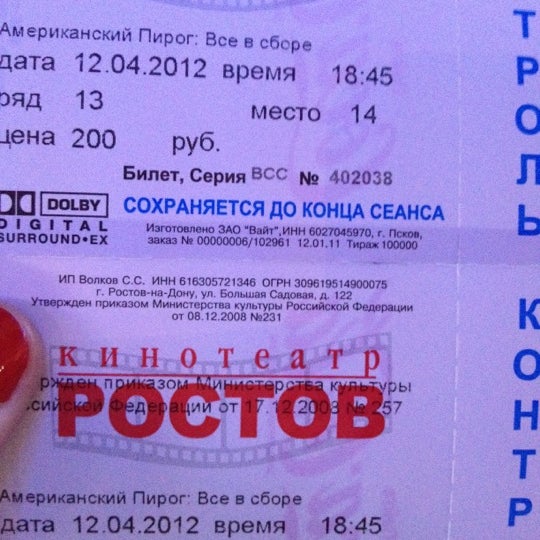 Американский Пирог: Все в сборе
дата 12.04.2012 время 18:45
ряд 13 место 14
цена 200 руб.
Билет, Серия ВСС № 402038
DOLBY
DIGITAL
SURROUND•EX
СОХРАНЯЕТСЯ ДО КОНЦА СЕАНСА
Изготовлено ЗАО "Вайт",ИНН 6027045970, г. Псков,
заказ № 00000006/102961 12.01.11 Тираж 100000
ИП Волков С.С. ИНН 616305721346 ОГРН 309619514900075
г. Ростов-на-Дону, ул. Большая Садовая, д. 122
Утвержден приказом Министерства культуры Российской Федерации
от 08.12.2008 №231
кинотеатр
ржден приказом Министерства культуры
РОСТОВ
сийской Федерации от 17.12.2008 № 257
Американский Пирог: Все в сборе
дата 12.04.2012 время 18:45
ТРОЛЬ КОНТР